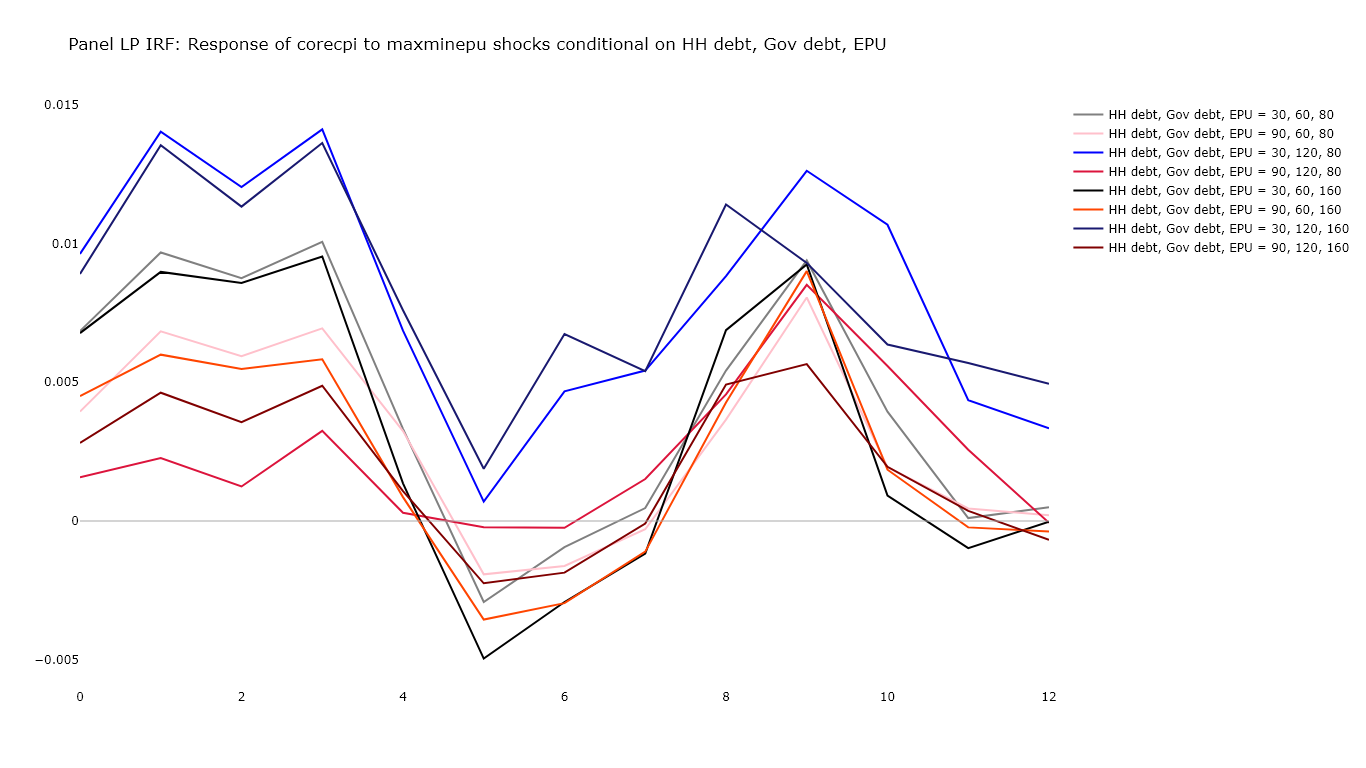 Panel LP IRF: Response of corecpi to maxminepu shocks conditional on HH debt, Gov debt, EPU
0.015
0.01
0.005
0
−0.005
0 2 4 6 8 10 12
HH debt, Gov debt, EPU = 30, 60, 80
HH debt, Gov debt, EPU = 90, 60, 80
HH debt, Gov debt, EPU = 30, 120, 80
HH debt, Gov debt, EPU = 90, 120, 80
HH debt, Gov debt, EPU = 30, 60, 160
HH debt, Gov debt, EPU = 90, 60, 160
HH debt, Gov debt, EPU = 30, 120, 160
HH debt, Gov debt, EPU = 90, 120, 160